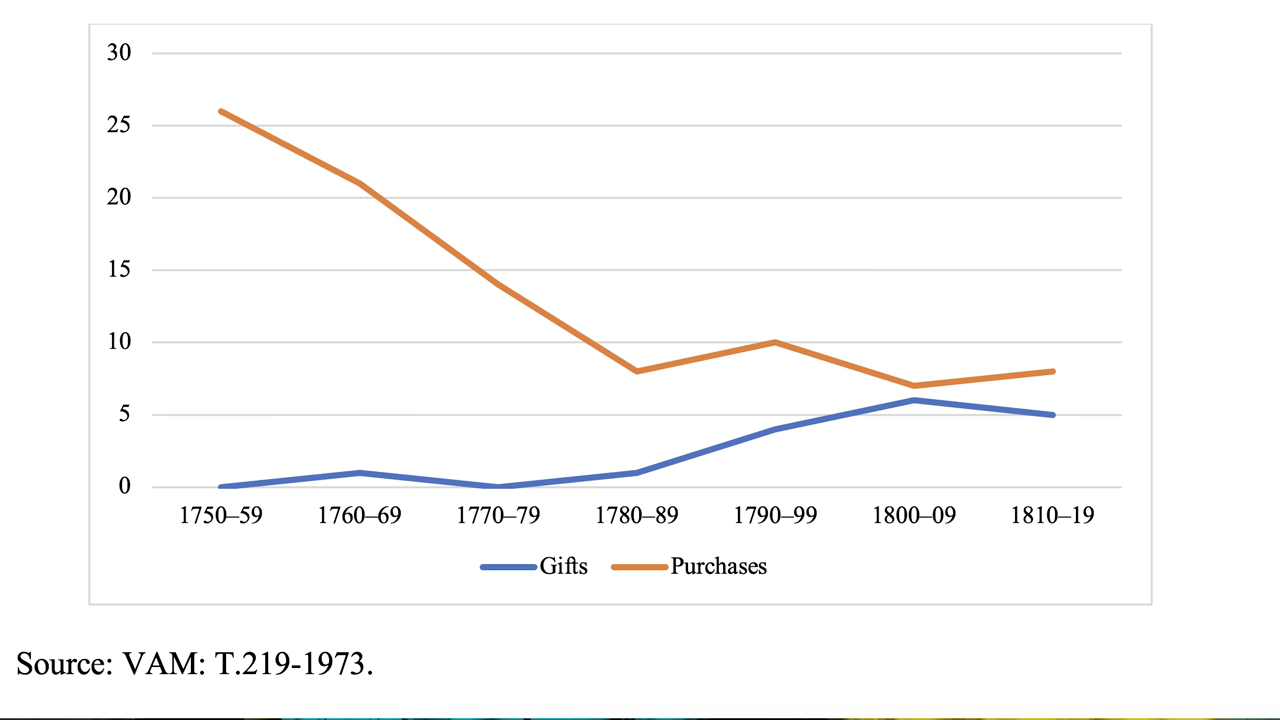 30
25
20
15
10
5
0
1750–59 1760–69 1770–79 1780–89 1790–99 1800–09 1810–19
Gifts Purchases
Source: VAM: T.219-1973.